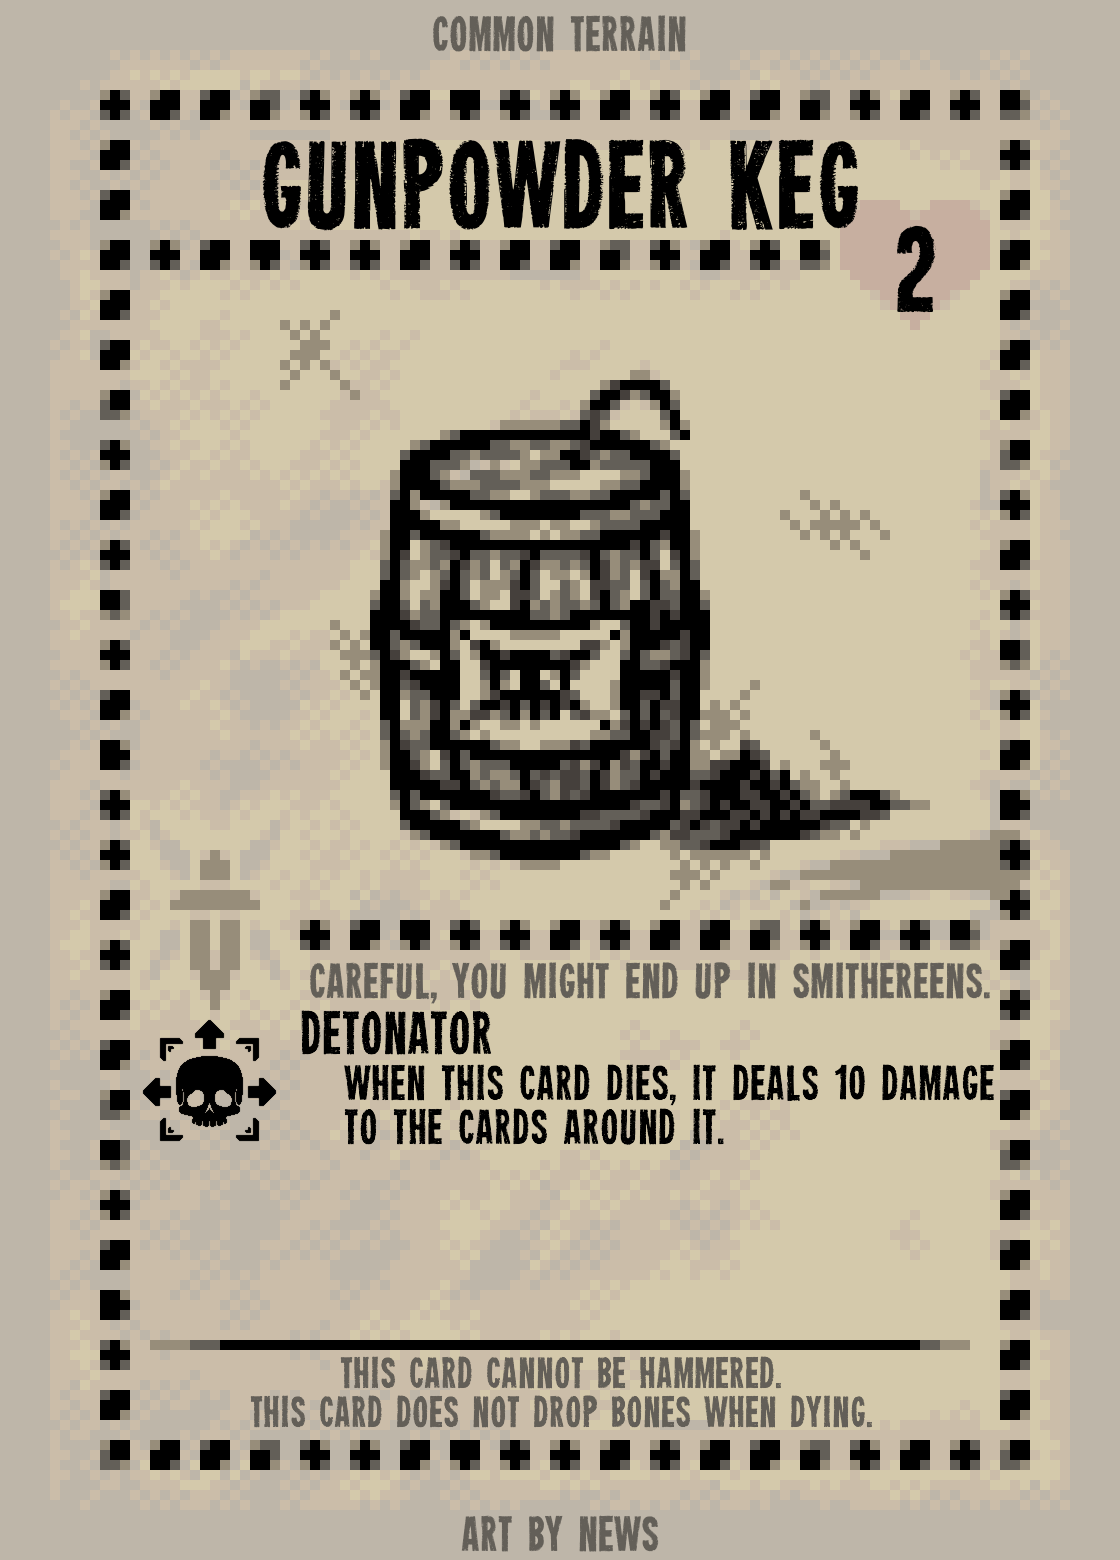 COMMON TERRAIN
GUNPOWDER KEG
2
CAREFUL, YOU MIGHT END UP IN SMITHEREENS.
DETONATOR
WHEN THIS CARD DIES, IT DEALS 10 DAMAGE
TO THE CARDS AROUND IT.
THIS CARD CANNOT BE HAMMERED.
THIS CARD DOES NOT DROP BONES WHEN DYING.
ART BY NEWS